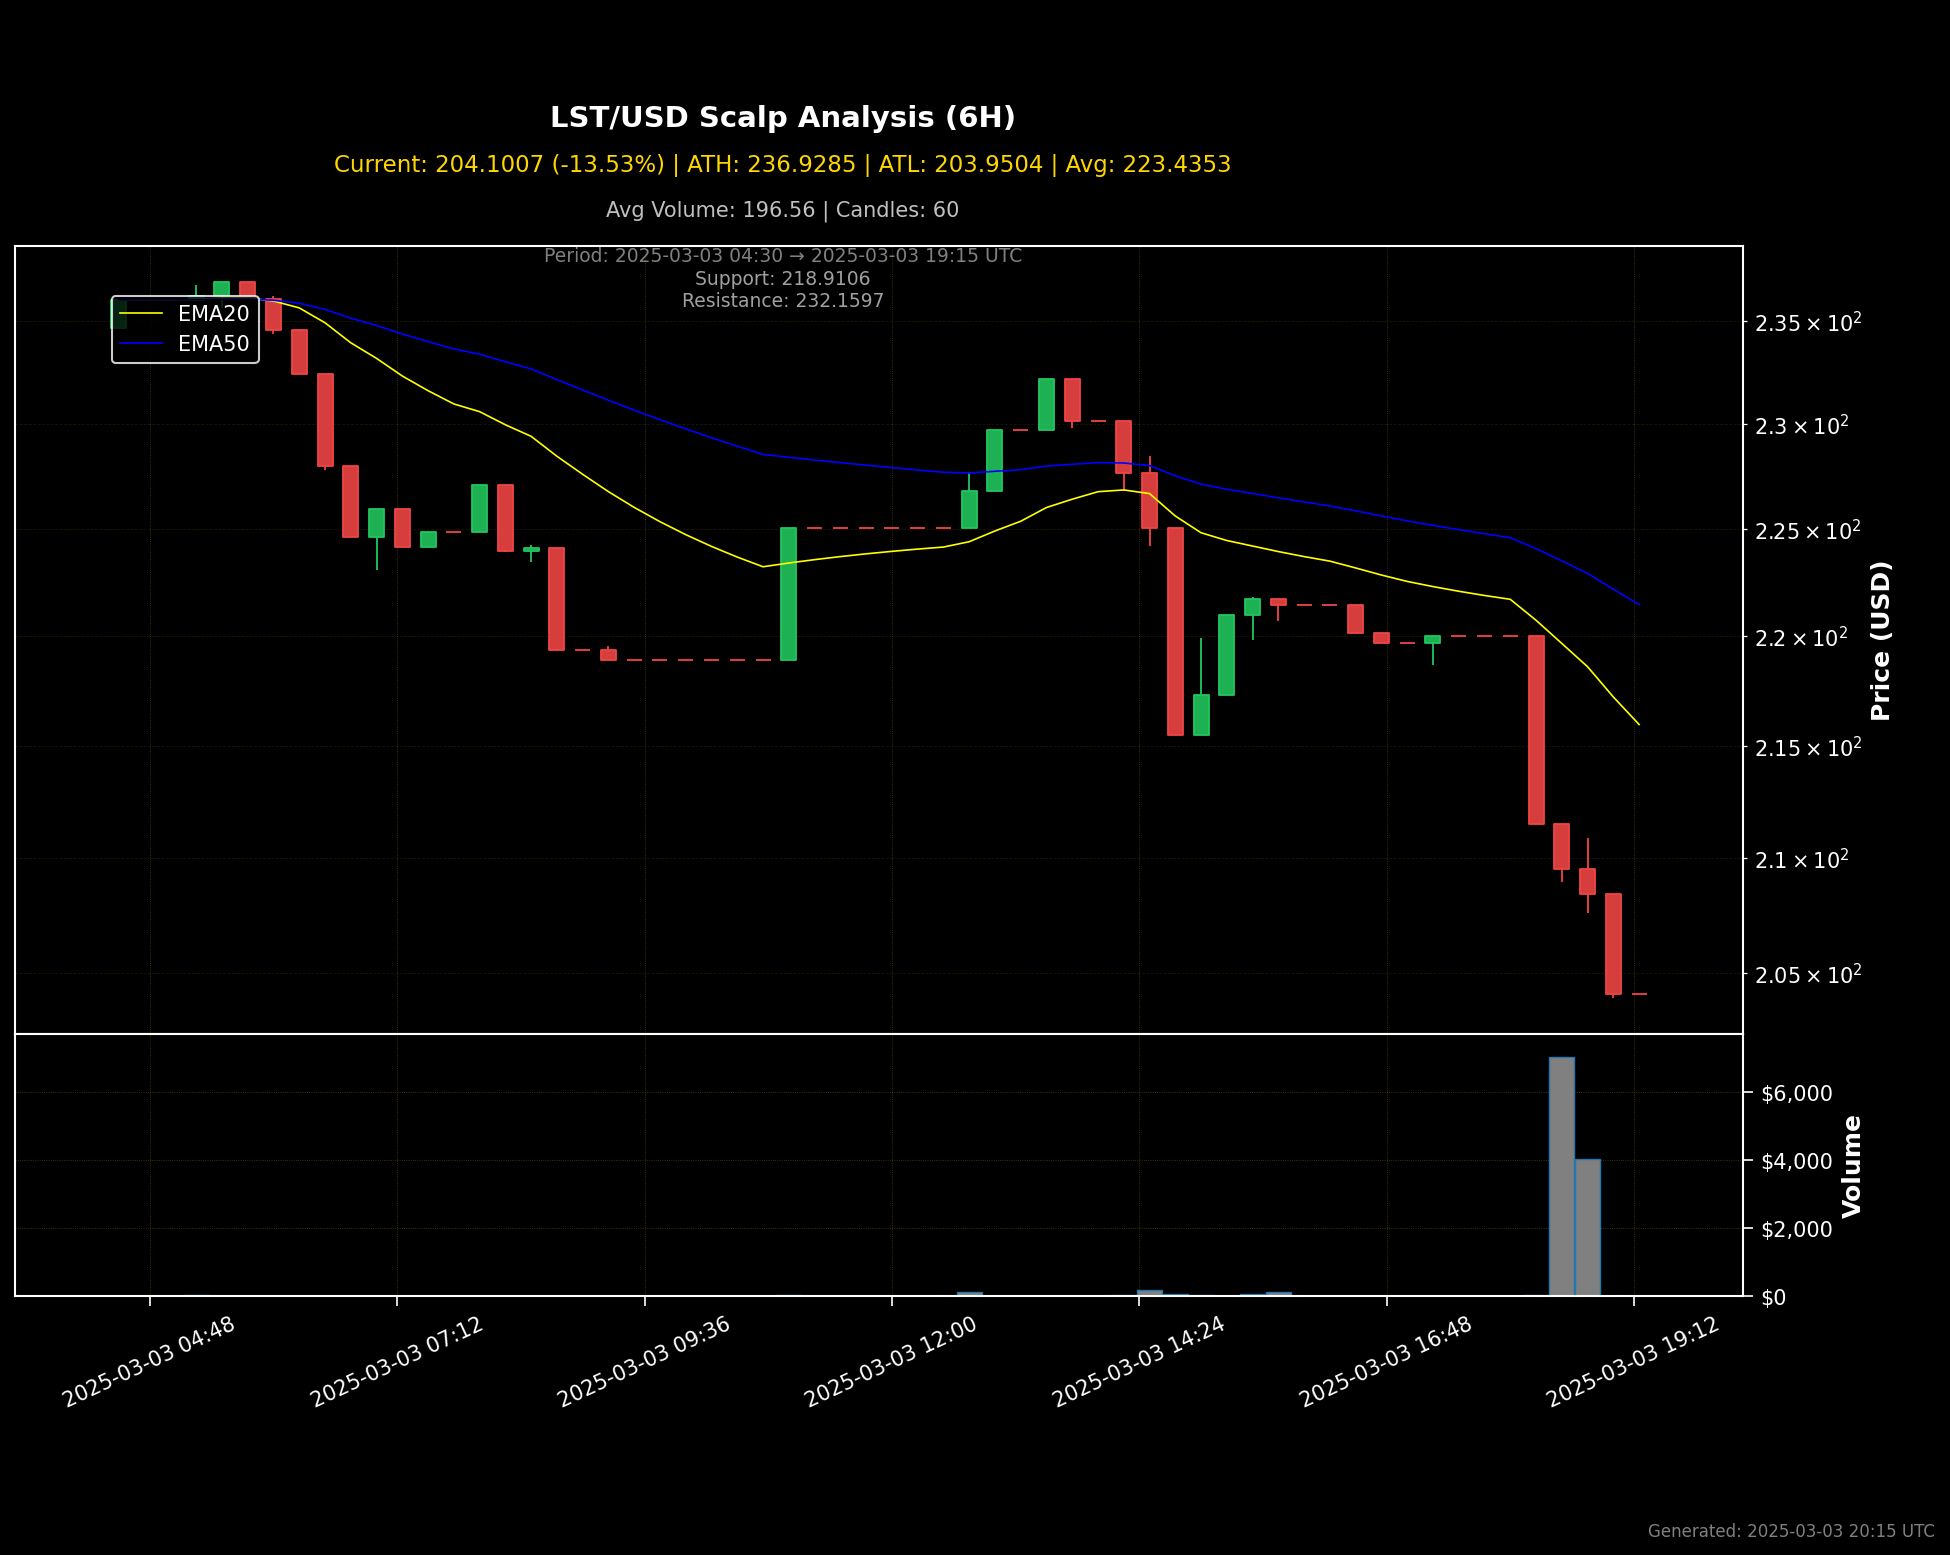 LST/USD Scalp Analysis (6H)
Current: 204.1007 (-13.53%) | ATH: 236.9285 | ATL: 203.9504 | Avg: 223.4353
Avg Volume: 196.56 | Candles: 60
Period: 2025-03-03 04:30 → 2025-03-03 19:15 UTC
Support: 218.9106
Resistance: 232.1597
EMA20
EMA50
2.35 × 10²
2.3 × 10²
2.25 × 10²
2.2 × 10²
2.15 × 10²
2.1 × 10²
2.05 × 10²
Price (USD)
$6,000
$4,000
$2,000
$0
Volume
2025-03-03 04:48
2025-03-03 07:12
2025-03-03 09:36
2025-03-03 12:00
2025-03-03 14:24
2025-03-03 16:48
2025-03-03 19:12
Generated: 2025-03-03 20:15 UTC